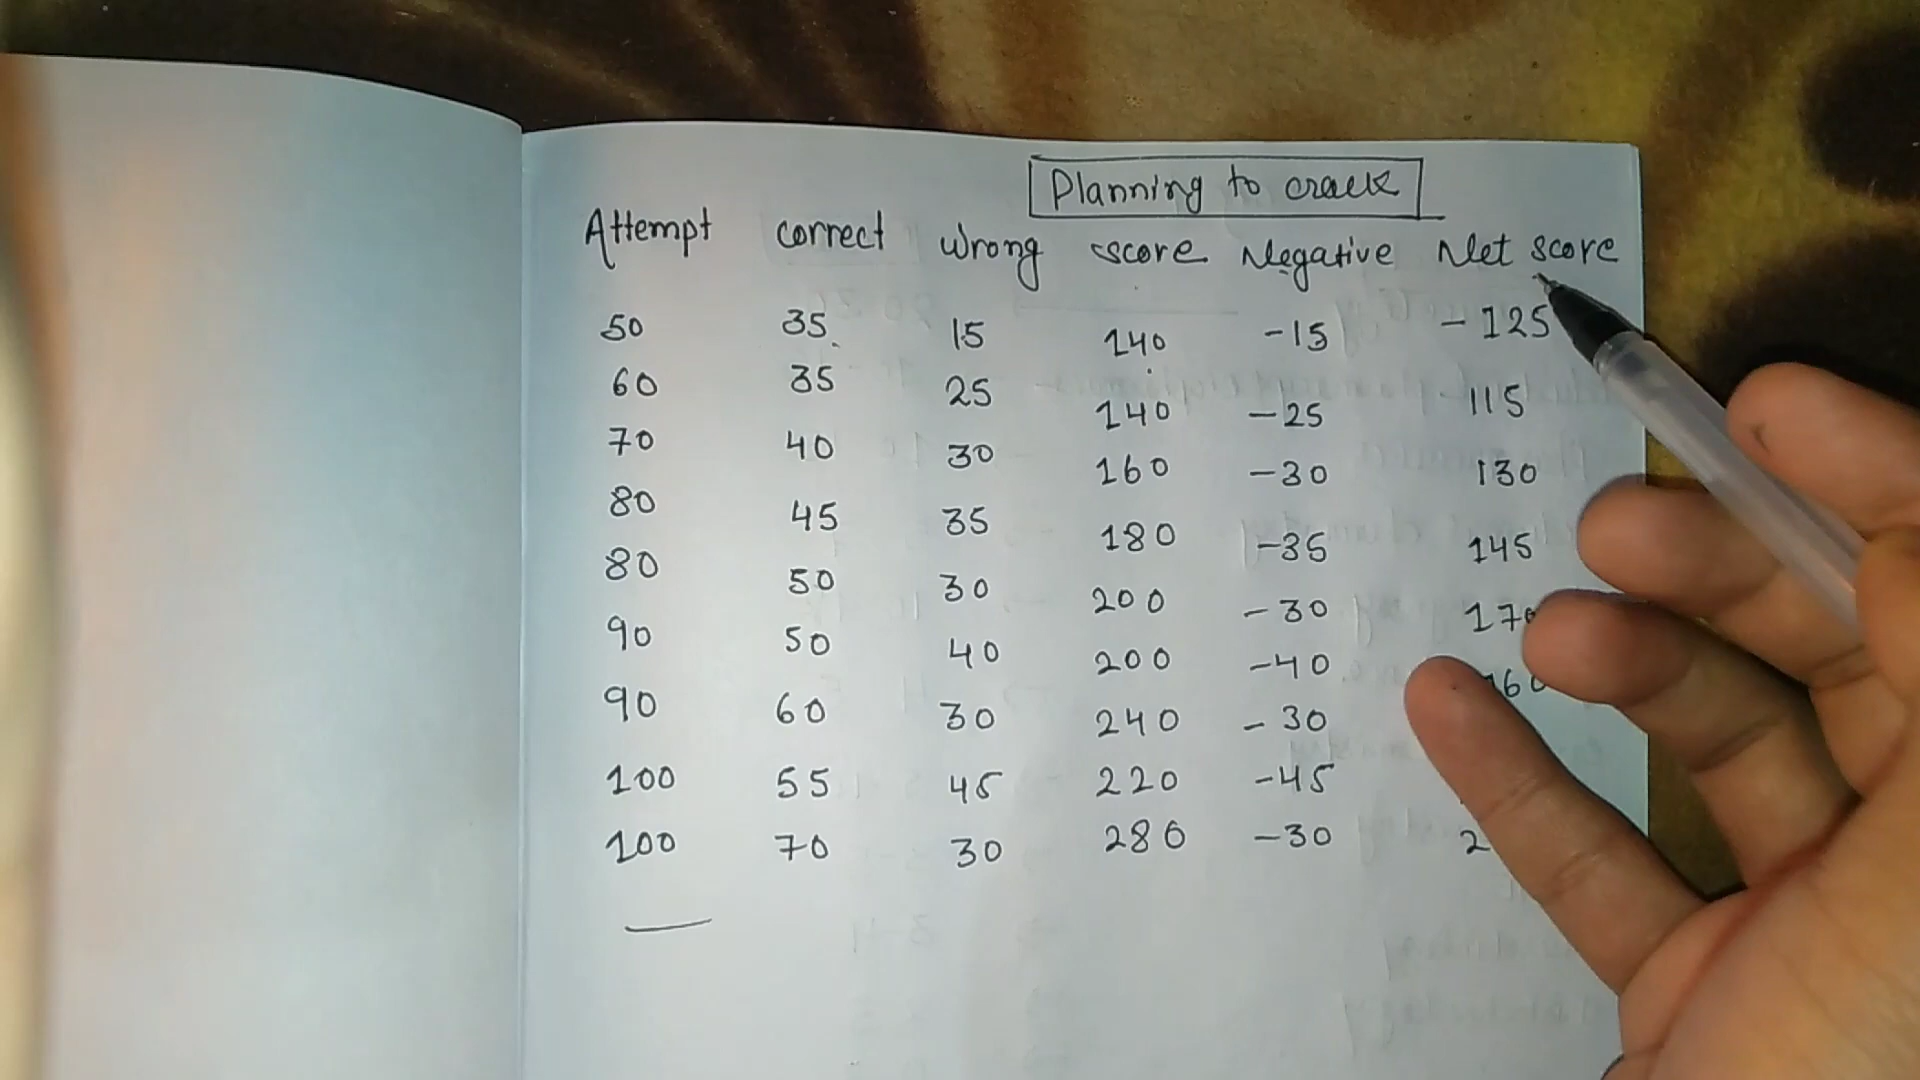 Planning to crack
Attempt correct Wrong score Negative Net score
50 35 15 140 -15 - 125
60 35 25 140 -25 115
70 40 30 160 -30 130
80 45 35 180 -35 145
80 50 30 200 -30 170
90 50 40 200 -40 160
90 60 30 240 -30
100 55 45 220 -45
100 70 30 280 -30 2